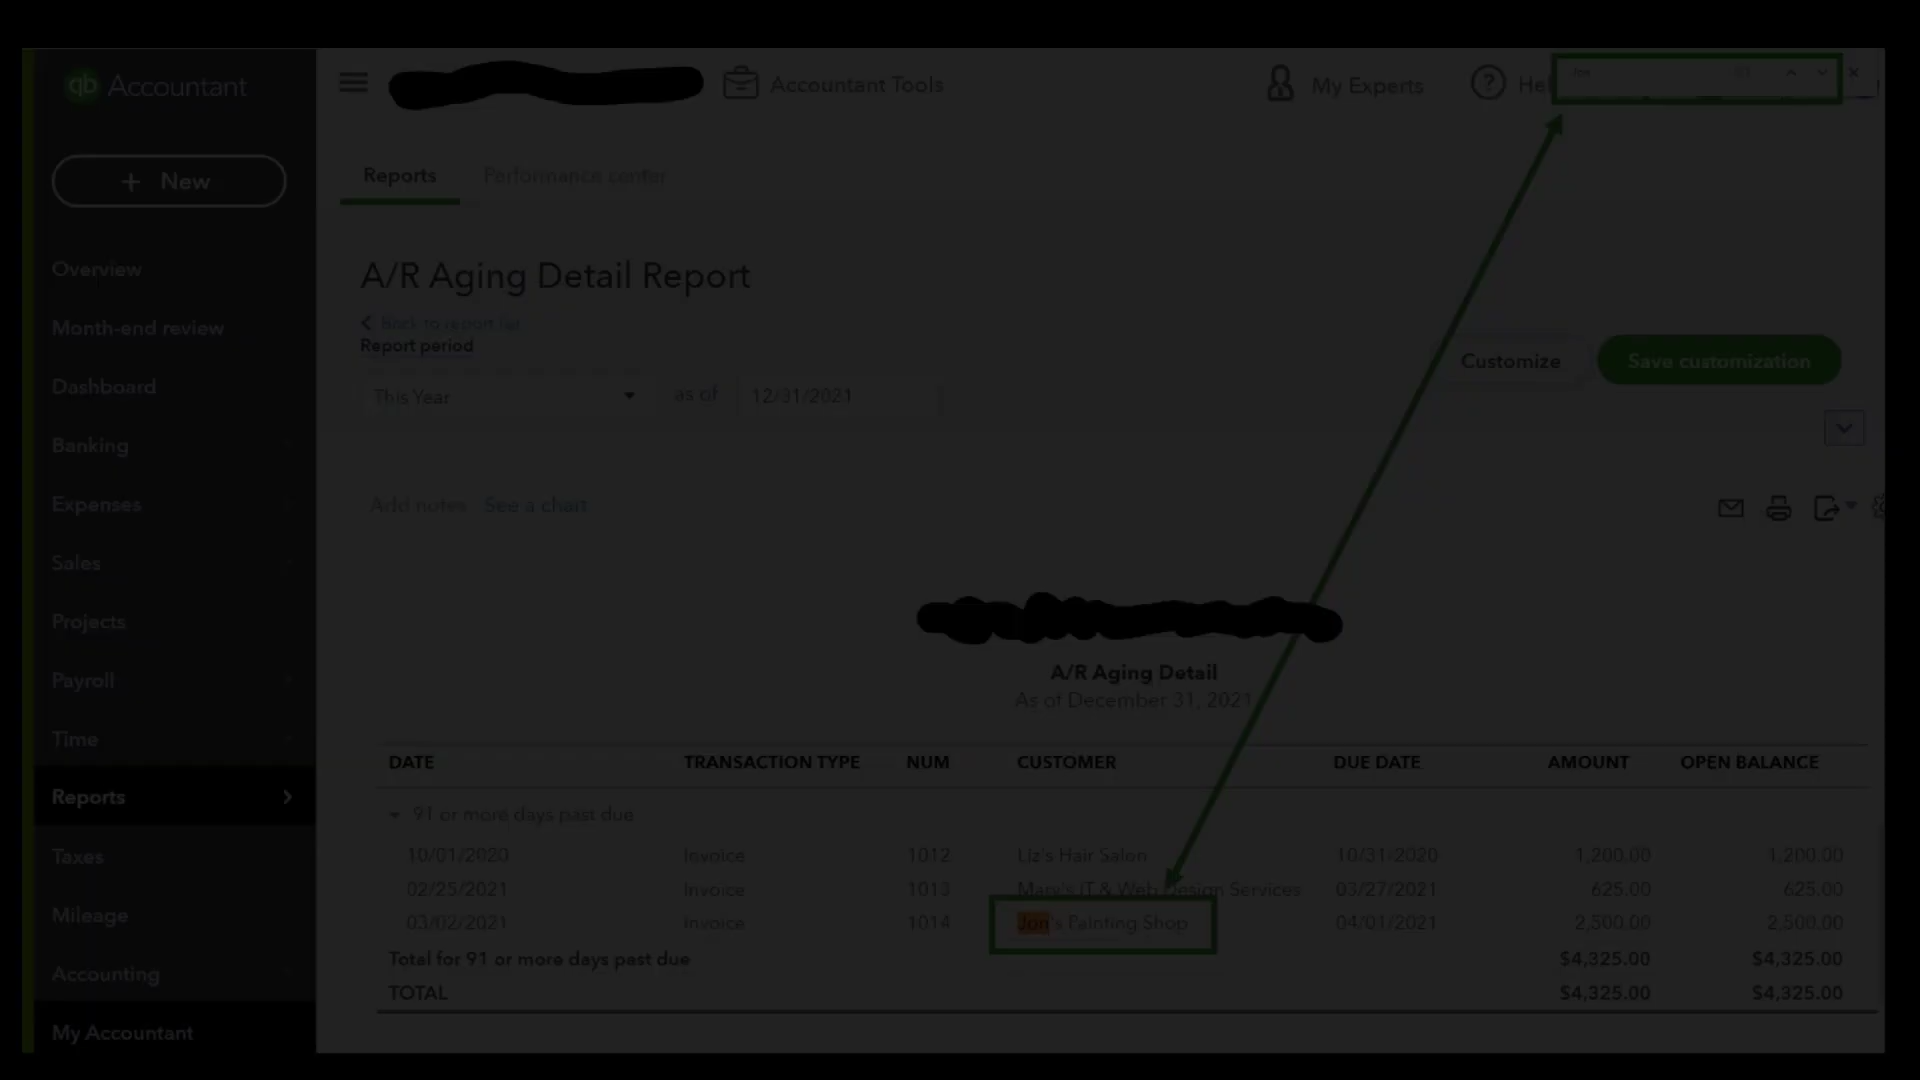 qb Accountant
Accountant Tools
My Experts
? Hel
+ New
Reports Performance center
Overview
Month-end review
Dashboard
Banking
Expenses
Sales
Projects
Payroll
Time
Reports
Taxes
Mileage
Accounting
My Accountant
A/R Aging Detail Report
Back to report list
Report period
This Year as of 12/31/2021
Customize Save customization
Add notes See a chart
A/R Aging Detail
As of December 31, 2021
DATE TRANSACTION TYPE NUM CUSTOMER DUE DATE AMOUNT OPEN BALANCE
91 or more days past due
10/01/2020 Invoice 1012 Liz's Hair Salon 10/31/2020 1,200.00 1,200.00
02/25/2021 Invoice 1013 Mary's IT & Web Design Services 03/27/2021 625.00 625.00
03/02/2021 Invoice 1014 Jon's Painting Shop 04/01/2021 2,500.00 2,500.00
Total for 91 or more days past due $4,325.00 $4,325.00
TOTAL $4,325.00 $4,325.00